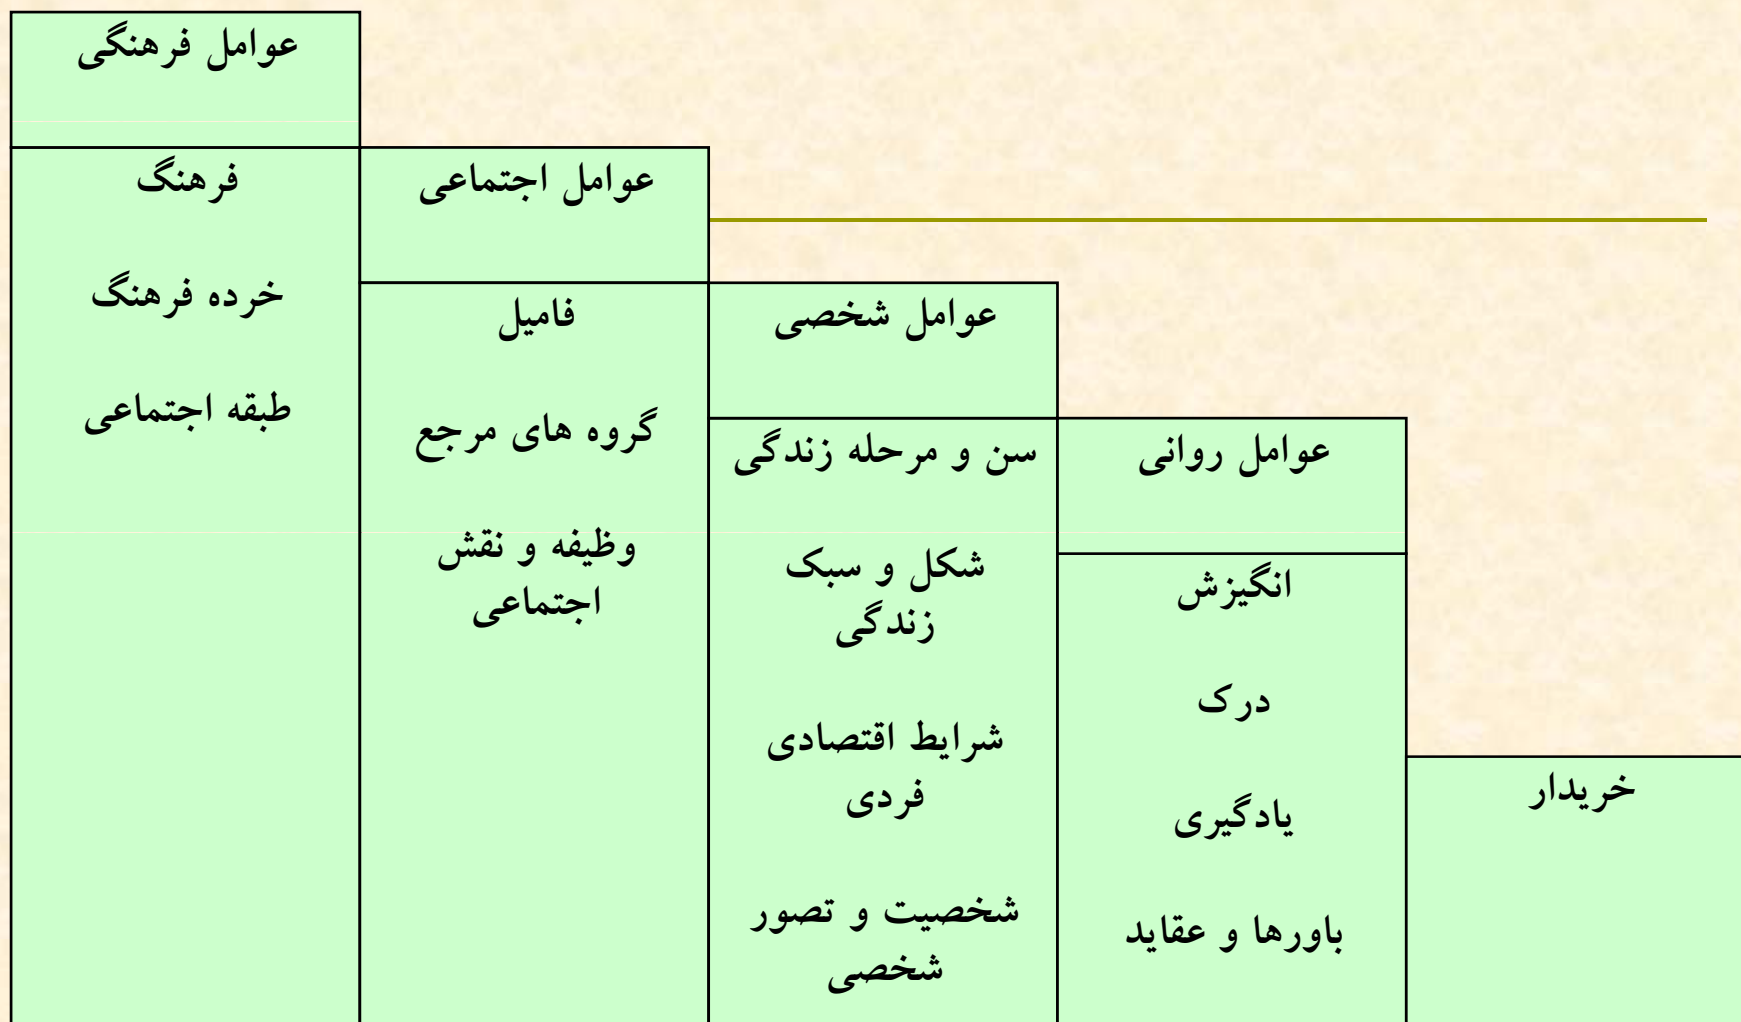 عوامل فرهنگی
فرهنگ
خرده فرهنگ
طبقه اجتماعی
عوامل اجتماعی
فامیل
گروه های مرجع
وظیفه و نقش
اجتماعی
عوامل شخصی
سن و مرحله زندگی
شکل و سبک
زندگی
شرایط اقتصادی
فردی
شخصیت و تصور
شخصی
عوامل روانی
انگیزش
درک
یادگیری
باورها و عقاید
خریدار